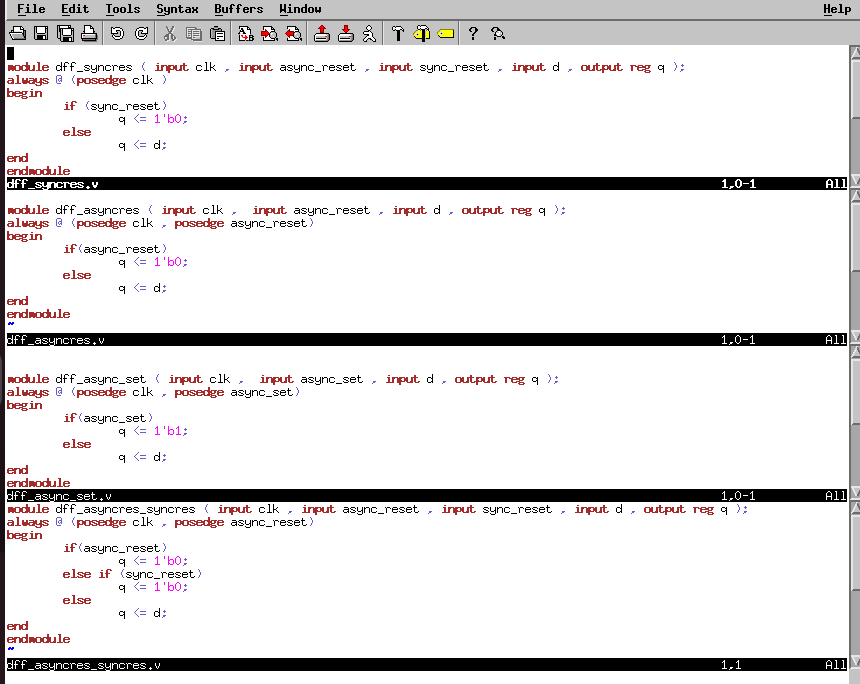 File Edit Tools Syntax Buffers Window Help
module dff_syncres ( input clk , input async_reset , input sync_reset , input d , output reg q );
always @ (posedge clk )
begin
        if (sync_reset)
                q <= 1'b0;
        else
                q <= d;
end
endmodule
dff_syncres.v 1,0-1 All
module dff_asyncres ( input clk ,  input async_reset , input d , output reg q );
always @ (posedge clk , posedge async_reset)
begin
        if(async_reset)
                q <= 1'b0;
        else
                q <= d;
end
endmodule
~
dff_asyncres.v 1,0-1 All
module dff_async_set ( input clk ,  input async_set , input d , output reg q );
always @ (posedge clk , posedge async_set)
begin
        if(async_set)
                q <= 1'b1;
        else
                q <= d;
end
endmodule
dff_async_set.v 1,0-1 All
module dff_asyncres_syncres ( input clk , input async_reset , input sync_reset , input d , output reg q );
always @ (posedge clk , posedge async_reset)
begin
        if(async_reset)
                q <= 1'b0;
        else if (sync_reset)
                q <= 1'b0;
        else
                q <= d;
end
endmodule
~
dff_asyncres_syncres.v 1,1 All